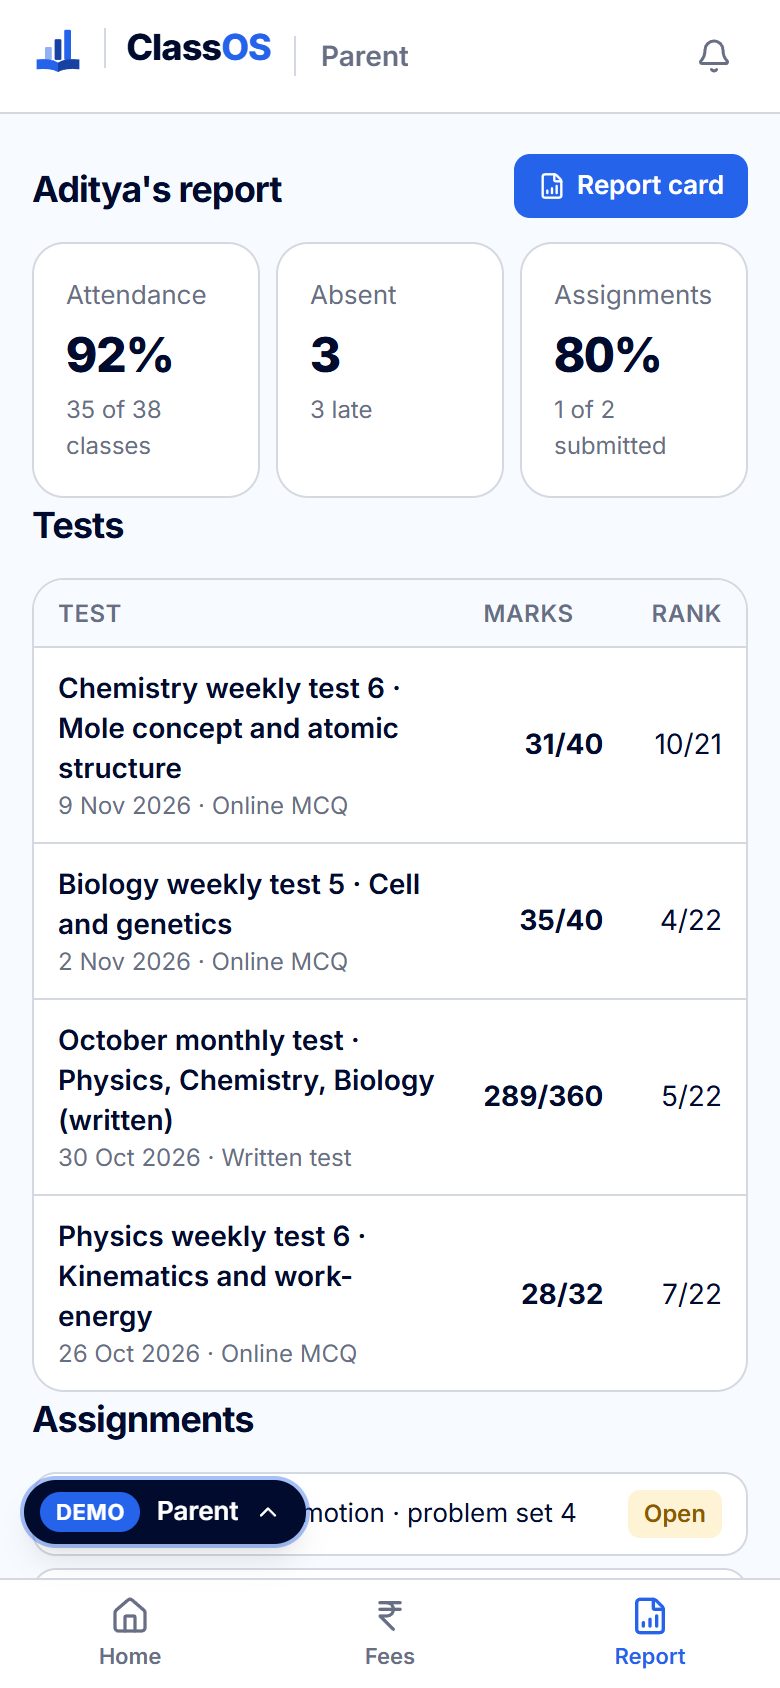 ClassOS
Parent
Aditya's report
Report card
Attendance
92%
35 of 38
classes
Absent
3
3 late
Assignments
80%
1 of 2
submitted
Tests
TEST MARKS RANK
Chemistry weekly test 6 ·
Mole concept and atomic
structure
9 Nov 2026 · Online MCQ
31/40
10/21
Biology weekly test 5 · Cell
and genetics
2 Nov 2026 · Online MCQ
35/40
4/22
October monthly test ·
Physics, Chemistry, Biology
(written)
30 Oct 2026 · Written test
289/360
5/22
Physics weekly test 6 ·
Kinematics and work-
energy
26 Oct 2026 · Online MCQ
28/32
7/22
Assignments
DEMO Parent
motion · problem set 4
Open
Home
Fees
Report